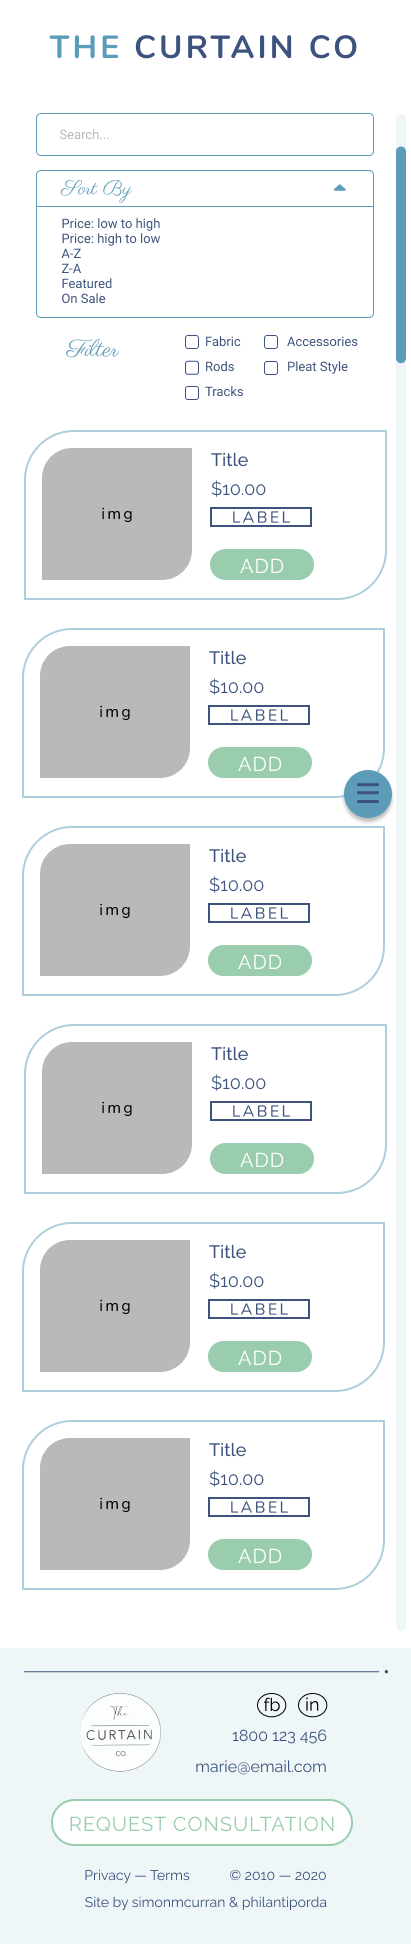 THE CURTAIN CO
Search...
Sort By
Price: low to high
Price: high to low
A-Z
Z-A
Featured
On Sale
Filter
Fabric
Accessories
Rods
Pleat Style
Tracks
img
Title
$10.00
LABEL
ADD
img
Title
$10.00
LABEL
ADD
img
Title
$10.00
LABEL
ADD
img
Title
$10.00
LABEL
ADD
img
Title
$10.00
LABEL
ADD
img
Title
$10.00
LABEL
ADD
The
CURTAIN
CO.
fb in
1800 123 456
marie@email.com
REQUEST CONSULTATION
Privacy — Terms © 2010 — 2020
Site by simonmcurran & philantiporda